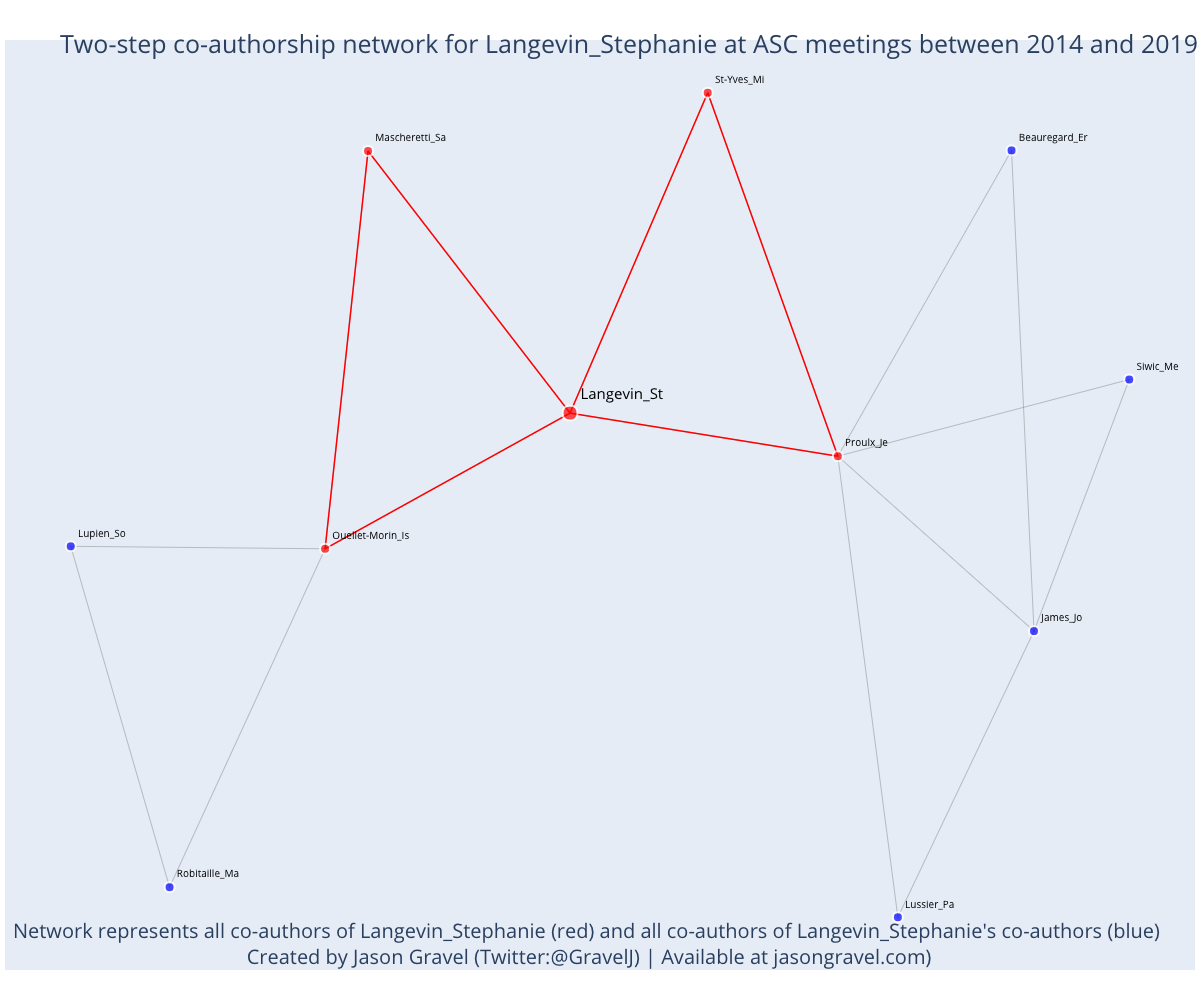 Two-step co-authorship network for Langevin_Stephanie at ASC meetings between 2014 and 2019
St-Yves_Mi
Mascheretti_Sa
Beauregard_Er
Siwic_Me
Langevin_St
Proulx_Je
Lupien_So
Ouellet-Morin_Is
James_Jo
Robitaille_Ma
Lussier_Pa
Network represents all co-authors of Langevin_Stephanie (red) and all co-authors of Langevin_Stephanie's co-authors (blue)
Created by Jason Gravel (Twitter:@GravelJ) | Available at jasongravel.com)